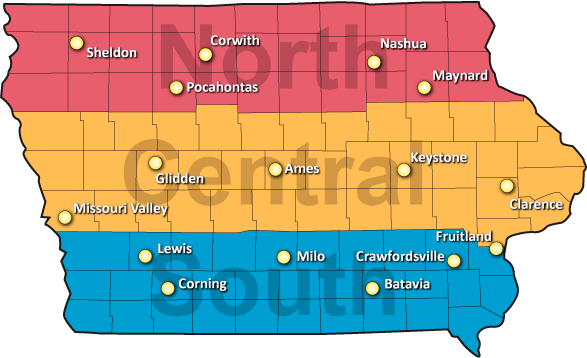 North
Sheldon
Corwith
Nashua
Pocahontas
Maynard
Central
Glidden
Ames
Keystone
Missouri Valley
Clarence
Fruitland
South
Lewis
Milo
Crawfordsville
Corning
Batavia